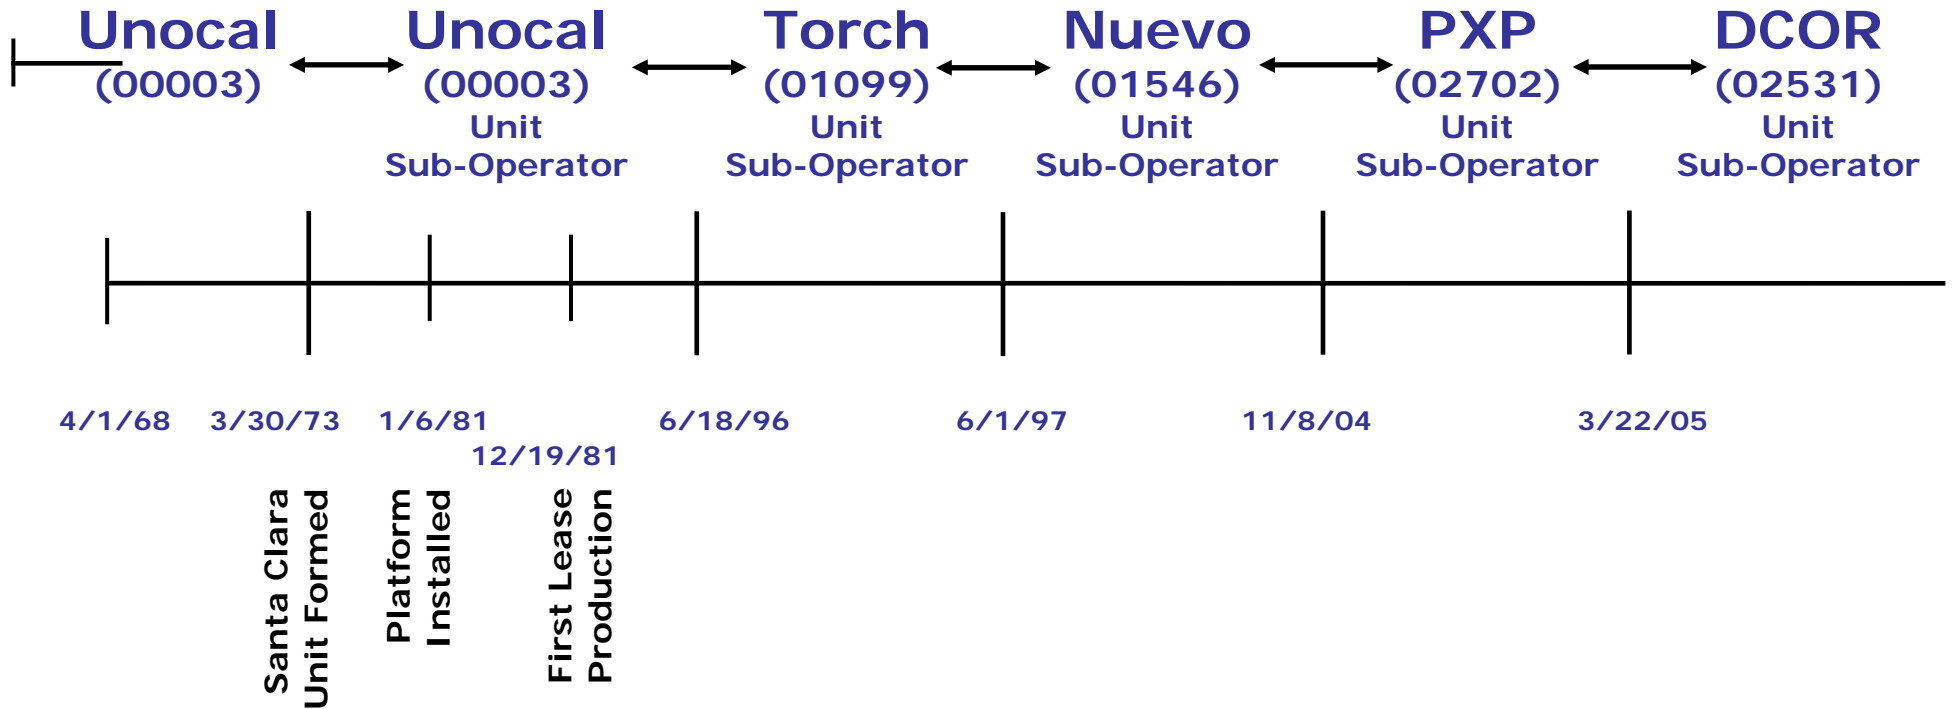 Unocal
(00003)
Unocal
(00003)
Unit
Sub-Operator
Torch
(01099)
Unit
Sub-Operator
Nuevo
(01546)
Unit
Sub-Operator
PXP
(02702)
Unit
Sub-Operator
DCOR
(02531)
Unit
Sub-Operator
4/1/68
3/30/73
1/6/81
12/19/81
6/18/96
6/1/97
11/8/04
3/22/05
Santa Clara
Unit Formed
Platform
Installed
First Lease
Production